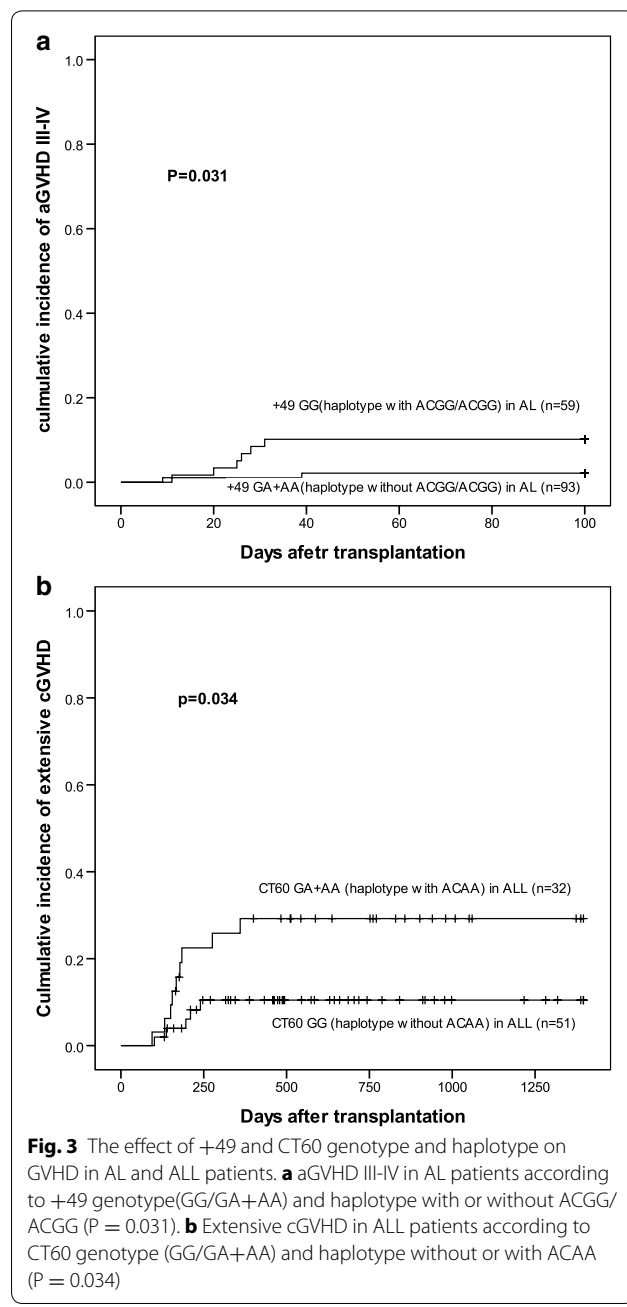 a
culmulative incidence of aGVHD III-IV
1.0
0.8
0.6
0.4
0.2
0.0
P=0.031
+49 GG(haplotype with ACGG/ACGG) in AL (n=59)
+49 GA+AA(haplotype without ACGG/ACGG) in AL (n=93)
0 20 40 60 80 100
Days afetr transplantation
b
Culmulative incidence of extensive cGVHD
1.0
0.8
0.6
0.4
0.2
0.0
p=0.034
CT60 GA+AA (haplotype with ACAA) in ALL (n=32)
CT60 GG (haplotype without ACAA) in ALL (n=51)
0 250 500 750 1000 1250
Days after transplantation
Fig. 3 The effect of +49 and CT60 genotype and haplotype on
GVHD in AL and ALL patients. a aGVHD III-IV in AL patients according
to +49 genotype(GG/GA+AA) and haplotype with or without ACGG/
ACGG (P = 0.031). b Extensive cGVHD in ALL patients according to
CT60 genotype (GG/GA+AA) and haplotype without or with ACAA
(P = 0.034)